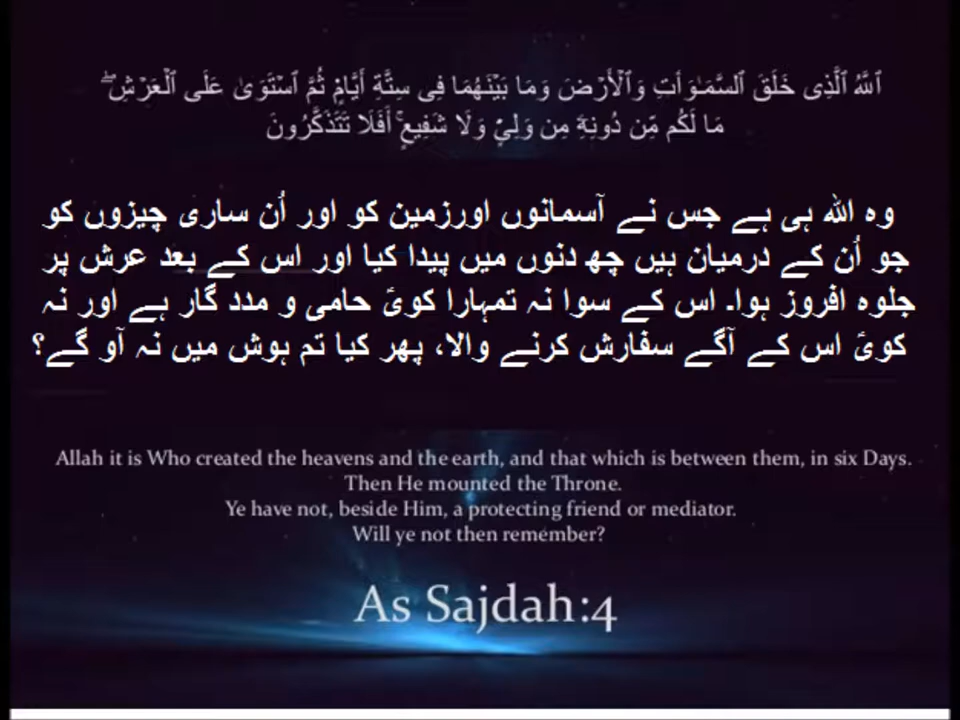 ٱللَّهُ ٱلَّذِى خَلَقَ ٱلسَّمَـٰوَٲتِ وَٱلۡأَرۡضَ وَمَا بَيۡنَهُمَا فِى سِتَّةِ أَيَّامٍ ثُمَّ ٱسۡتَوَىٰ عَلَى ٱلۡعَرۡشِ‌ۖ
مَا لَكُم مِّن دُونِهِۦ مِن وَلِىٍّ وَلَا شَفِيعٍ‌ۚ أَفَلَا تَتَذَكَّرُونَ
وہ اللہ ہی ہے جس نے آسمانوں اورزمین کو اور اُن ساری چیزوں کو
جو اُن کے درمیان ہیں چھ دنوں میں پیدا کیا اور اس کے بعد عرش پر
جلوہ افروز ہوا۔ اس کے سوا نہ تمہارا کوئ حامی و مدد گار ہے اور نہ
کوئ اس کے آگے سفارش کرنے والا، پھر کیا تم ہوش میں نہ آو گے؟
Allah it is Who created the heavens and the earth, and that which is between them, in six Days.
Then He mounted the Throne.
Ye have not, beside Him, a protecting friend or mediator.
Will ye not then remember?
As Sajdah:4